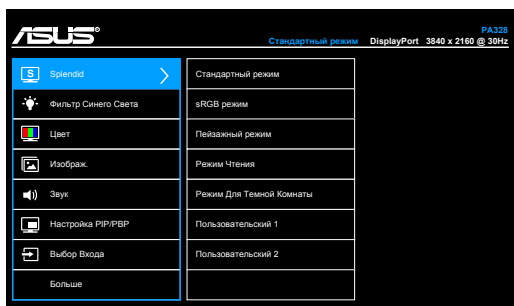 ASUS®
PA328
Стандартный режим DisplayPort 3840 x 2160 @ 30Hz
S Splendid
Фильтр Синего Света
Цвет
Изображ.
Звук
Настройка PIP/PBP
Выбор Входа
Больше
Стандартный режим
sRGB режим
Пейзажный режим
Режим Чтения
Режим Для Темной Комнаты
Пользовательский 1
Пользовательский 2